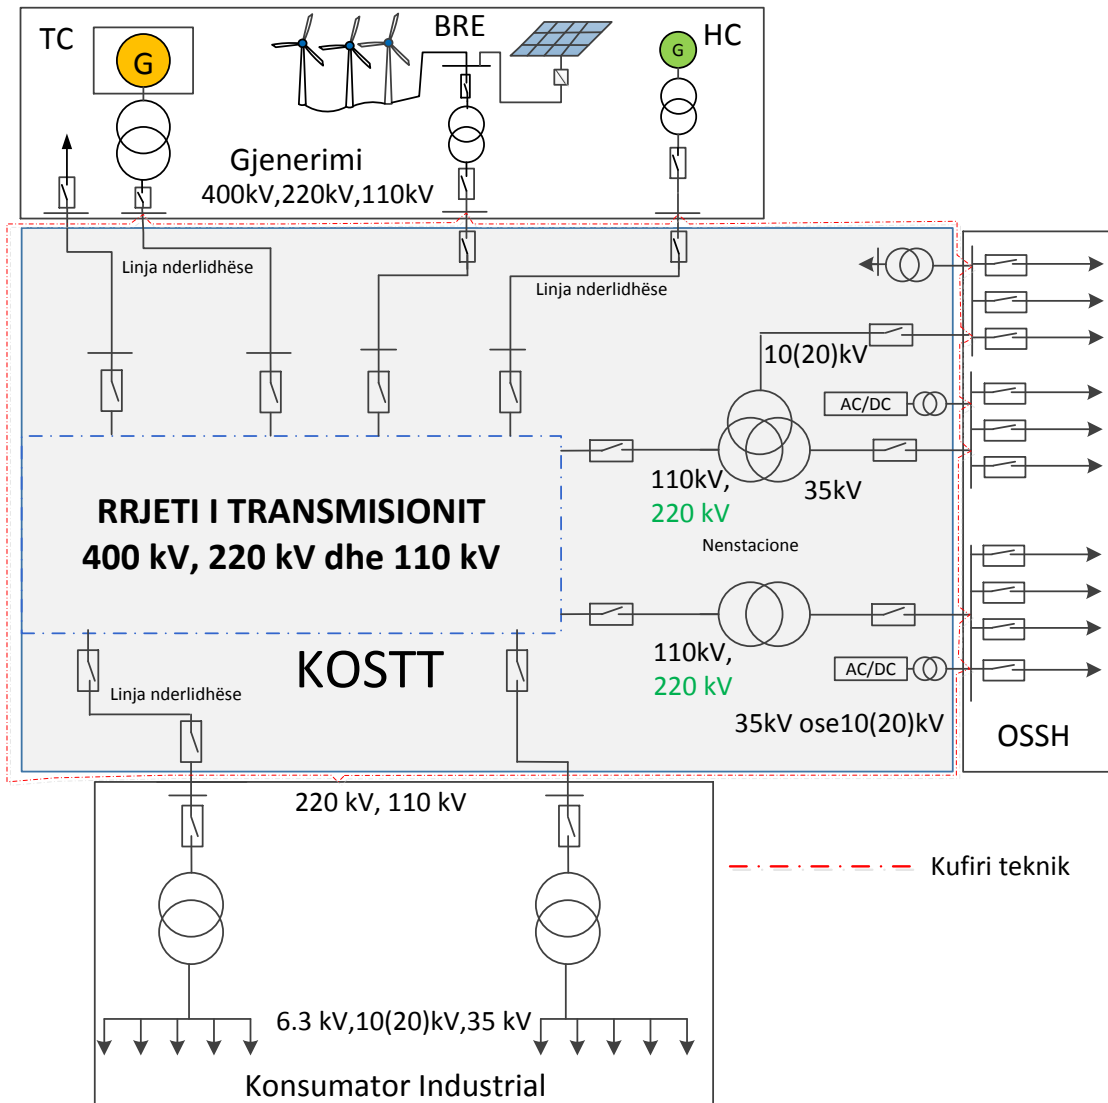 TC
BRE
HC
G
G
Gjenerimi
400kV,220kV,110kV
Linja nderlidhëse
Linja nderlidhëse
10(20)kV
AC/DC
110kV,
220 kV
35kV
RRJETI I TRANSMISIONIT
400 kV, 220 kV dhe 110 kV
Nenstacione
KOSTT
110kV,
220 kV
AC/DC
Linja nderlidhëse
35kV ose10(20)kV
OSSH
220 kV, 110 kV
Kufiri teknik
6.3 kV,10(20)kV,35 kV
Konsumator Industrial